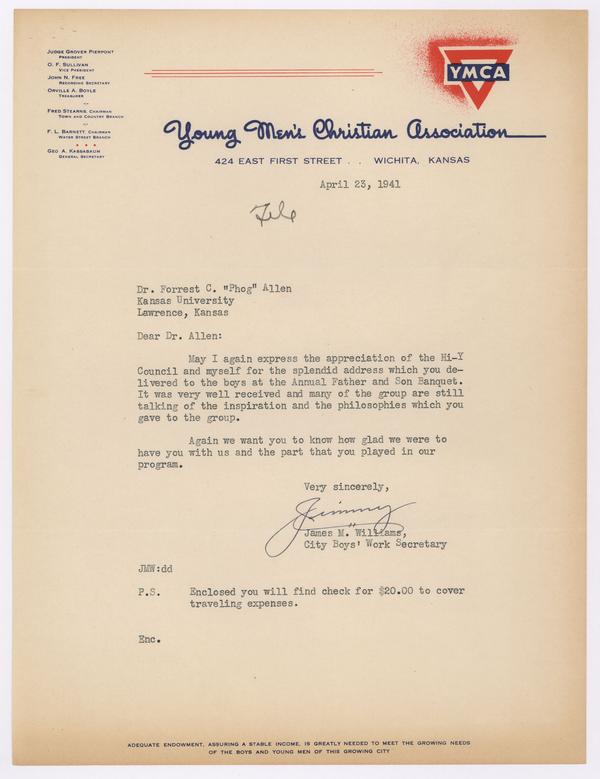 JUDGE GROVER PIERPONT
PRESIDENT
O. F. SULLIVAN
VICE PRESIDENT
JOHN N. FREE
RECORDING SECRETARY
ORVILLE A. BOYLE
TREASURER
FRED STEARNS, CHAIRMAN
TOWN AND COUNTRY BRANCH
F. L. BARNETT, CHAIRMAN
WATER STREET BRANCH
GEO A. KASSABAUM
GENERAL SECRETARY
YMCA
Young Men's Christian Association
424 EAST FIRST STREET . . WICHITA, KANSAS
April 23, 1941
File
Dr. Forrest C. "Phog" Allen
Kansas University
Lawrence, Kansas
Dear Dr. Allen:
May I again express the appreciation of the Hi-Y
Council and myself for the splendid address which you de-
livered to the boys at the Annual Father and Son Banquet.
It was very well received and many of the group are still
talking of the inspiration and the philosophies which you
gave to the group.
Again we want you to know how glad we were to
have you with us and the part that you played in our
program.
Very sincerely,
Jimmy
James M. Williams,
City Boys' Work Secretary
JMW:dd
P.S. Enclosed you will find check for $20.00 to cover
traveling expenses.
Enc.
ADEQUATE ENDOWMENT, ASSURING A STABLE INCOME, IS GREATLY NEEDED TO MEET THE GROWING NEEDS
OF THE BOYS AND YOUNG MEN OF THIS GROWING CITY